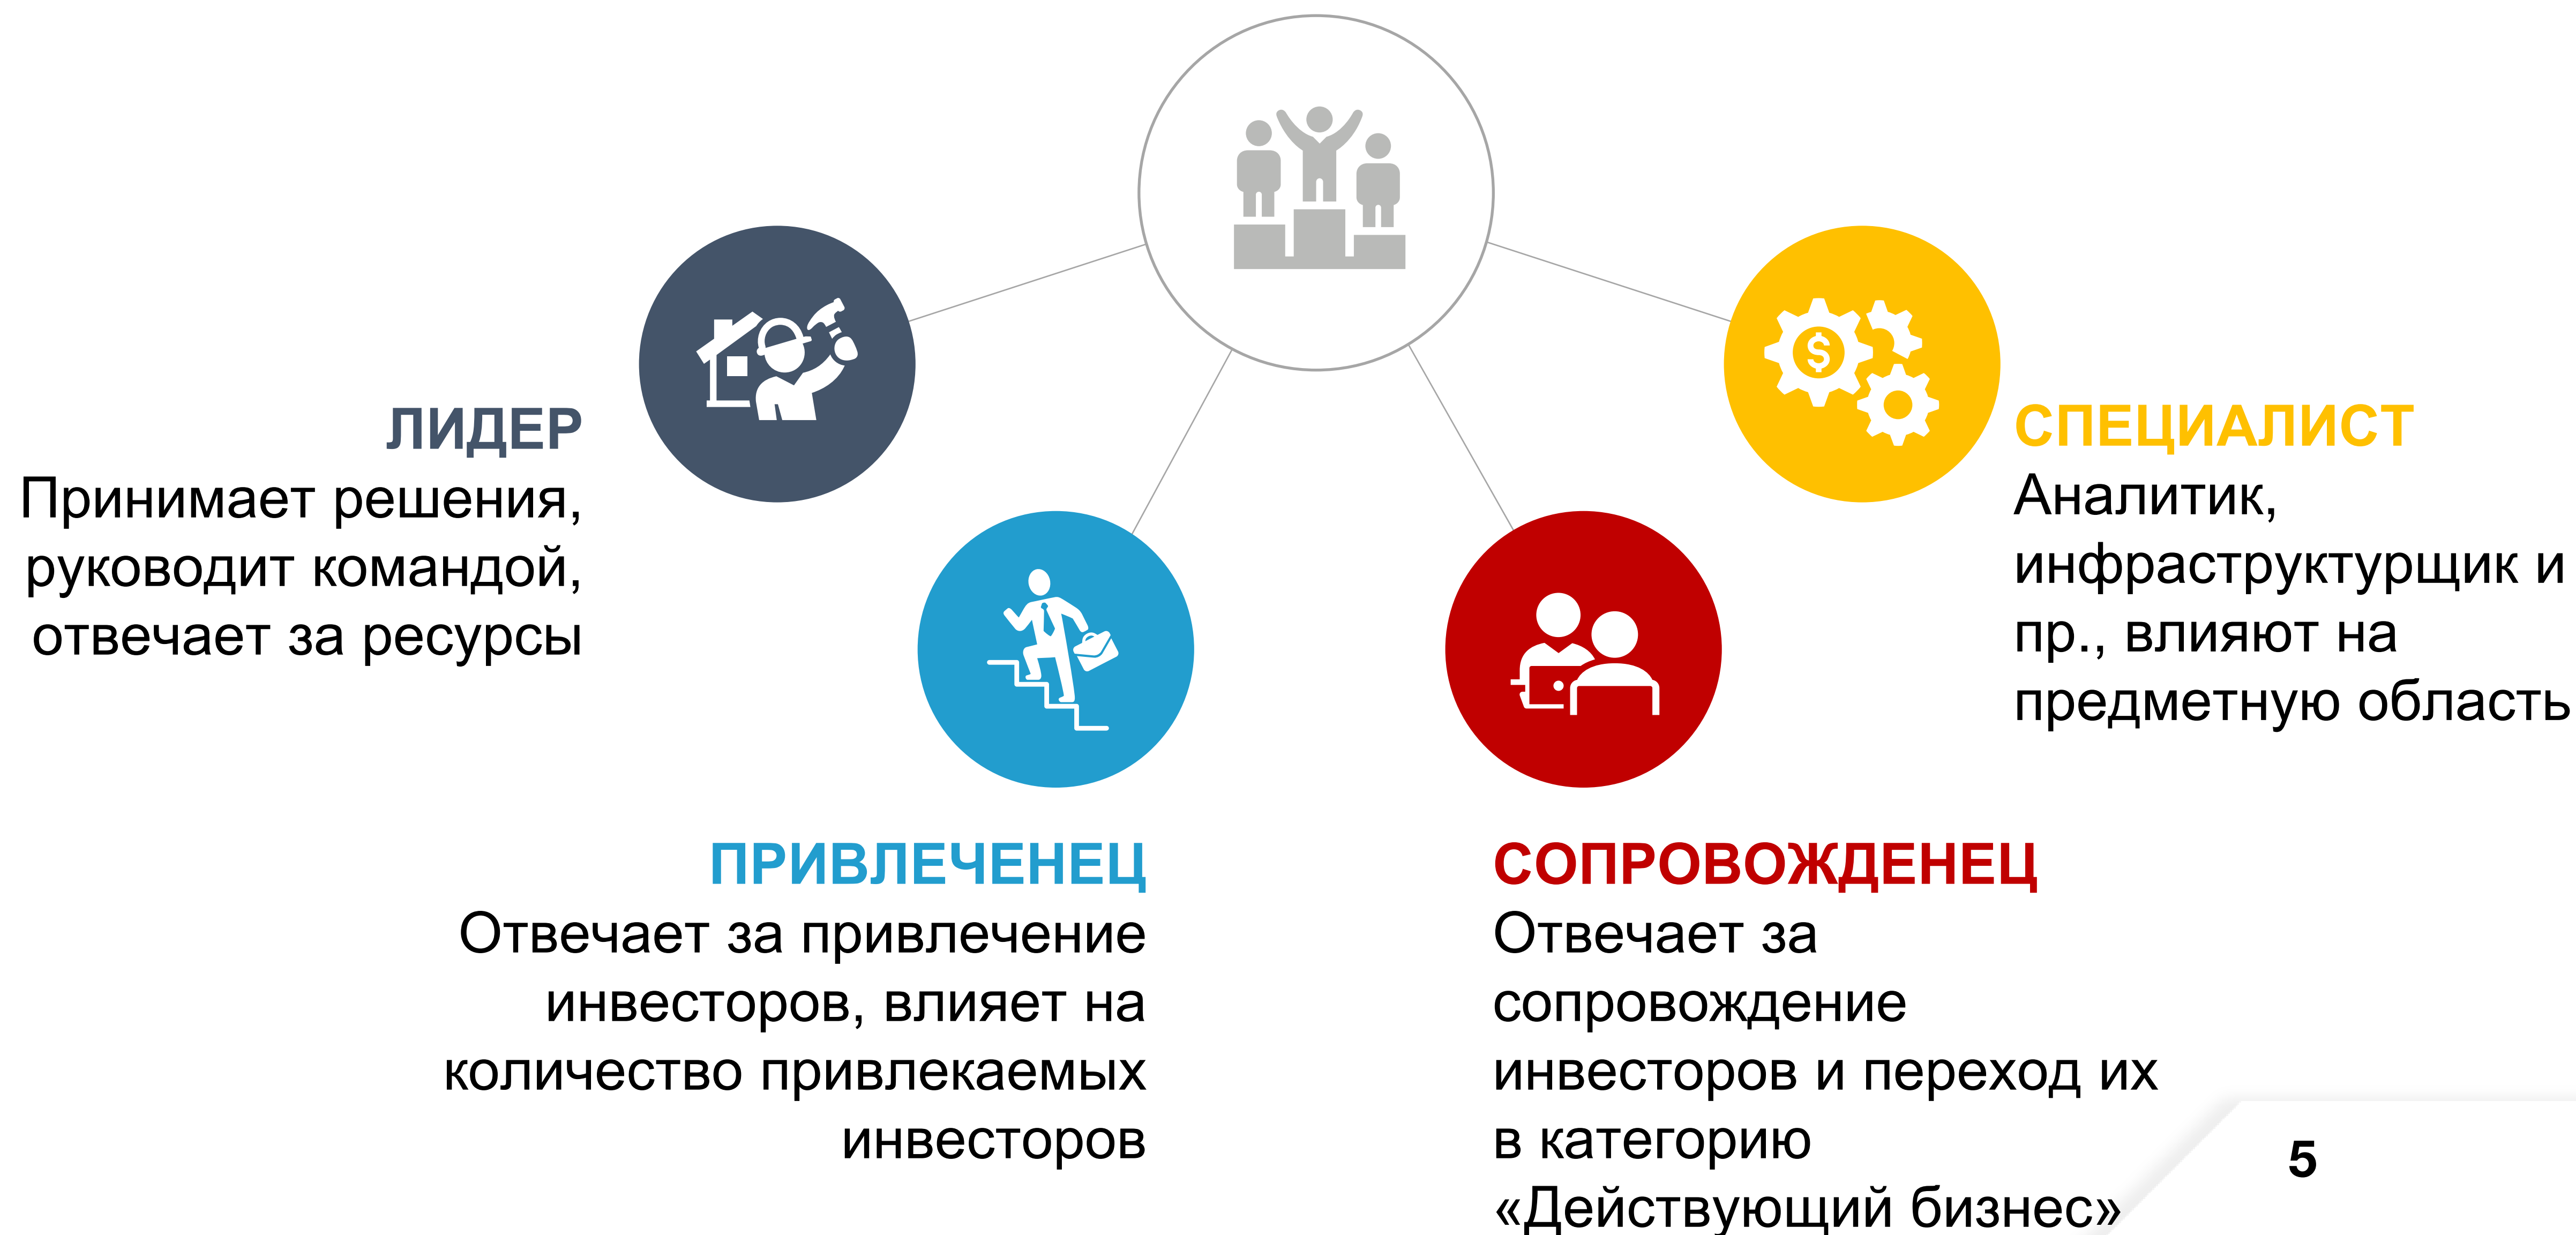 ЛИДЕР
Принимает решения,
руководит командой,
отвечает за ресурсы
ПРИВЛЕЧЕНЕЦ
Отвечает за привлечение
инвесторов, влияет на
количество привлекаемых
инвесторов
СОПРОВОЖДЕНЕЦ
Отвечает за
сопровождение
инвесторов и переход их
в категорию
«Действующий бизнес»
СПЕЦИАЛИСТ
Аналитик,
инфраструктурщик и
пр., влияют на
предметную область
$
5